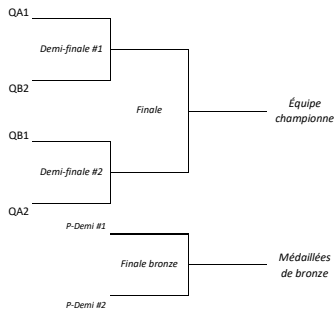 QA1
Demi-finale #1
QB2
Finale
Équipe
championne
QB1
Demi-finale #2
QA2
P-Demi #1
Finale bronze
Médaillées
de bronze
P-Demi #2